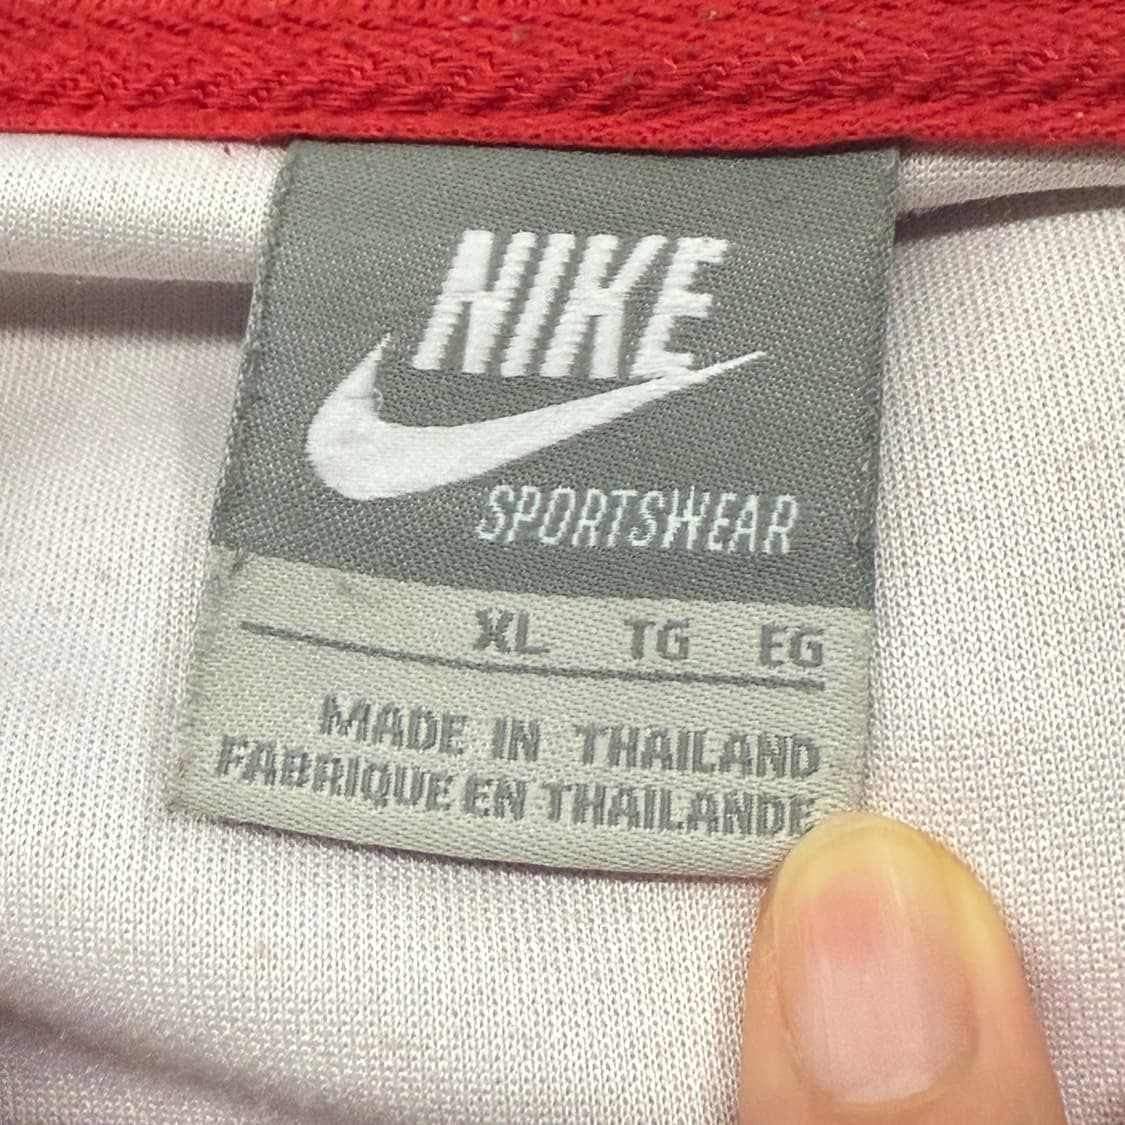 NIKE
SPORTSWEAR
XL TG EG
MADE IN THAILAND
FABRIQUE EN THAILANDE